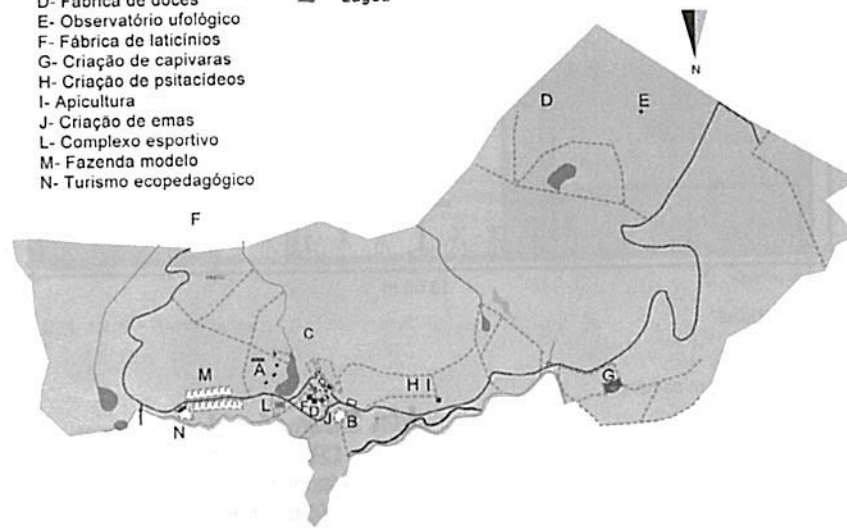 D- Fábrica de doces
E- Observatório ufológico
F- Fábrica de laticínios
G- Criação de capivaras
H- Criação de psitacídeos
I- Apicultura
J- Criação de emas
L- Complexo esportivo
M- Fazenda modelo
N- Turismo ecopedagógico
Lagoa
N
D
E
F
C
A
M
H I
G
L
J
B
N